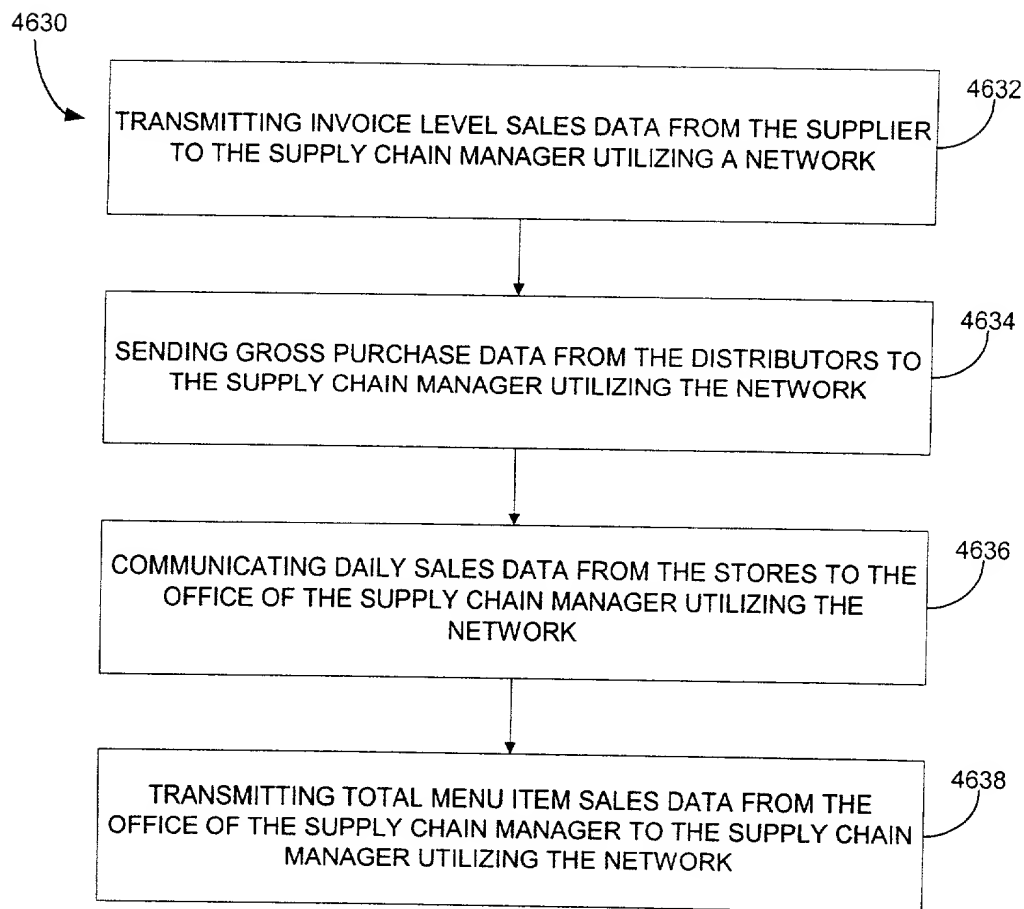 4630
4632
TRANSMITTING INVOICE LEVEL SALES DATA FROM THE SUPPLIER
TO THE SUPPLY CHAIN MANAGER UTILIZING A NETWORK
4634
SENDING GROSS PURCHASE DATA FROM THE DISTRIBUTORS TO
THE SUPPLY CHAIN MANAGER UTILIZING THE NETWORK
4636
COMMUNICATING DAILY SALES DATA FROM THE STORES TO THE
OFFICE OF THE SUPPLY CHAIN MANAGER UTILIZING THE
NETWORK
4638
TRANSMITTING TOTAL MENU ITEM SALES DATA FROM THE
OFFICE OF THE SUPPLY CHAIN MANAGER TO THE SUPPLY CHAIN
MANAGER UTILIZING THE NETWORK